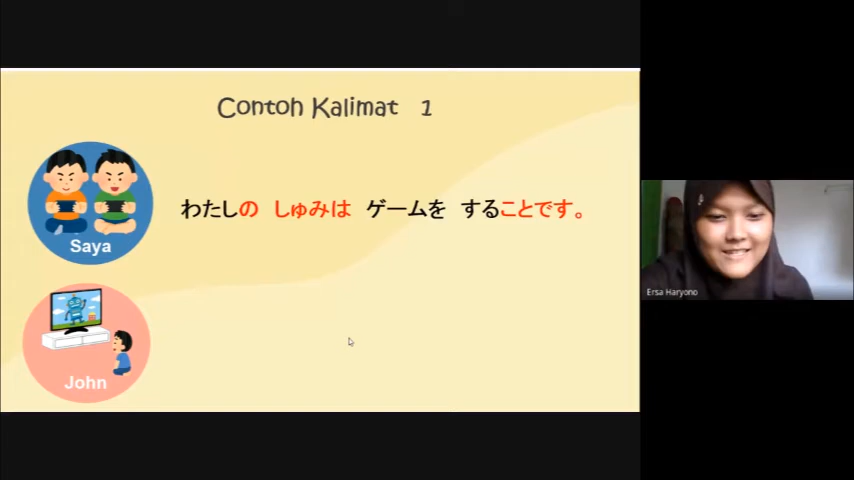 Contoh Kalimat 1
わたしの しゅみは ゲームを することです。
Saya
John
Ersa Haryono